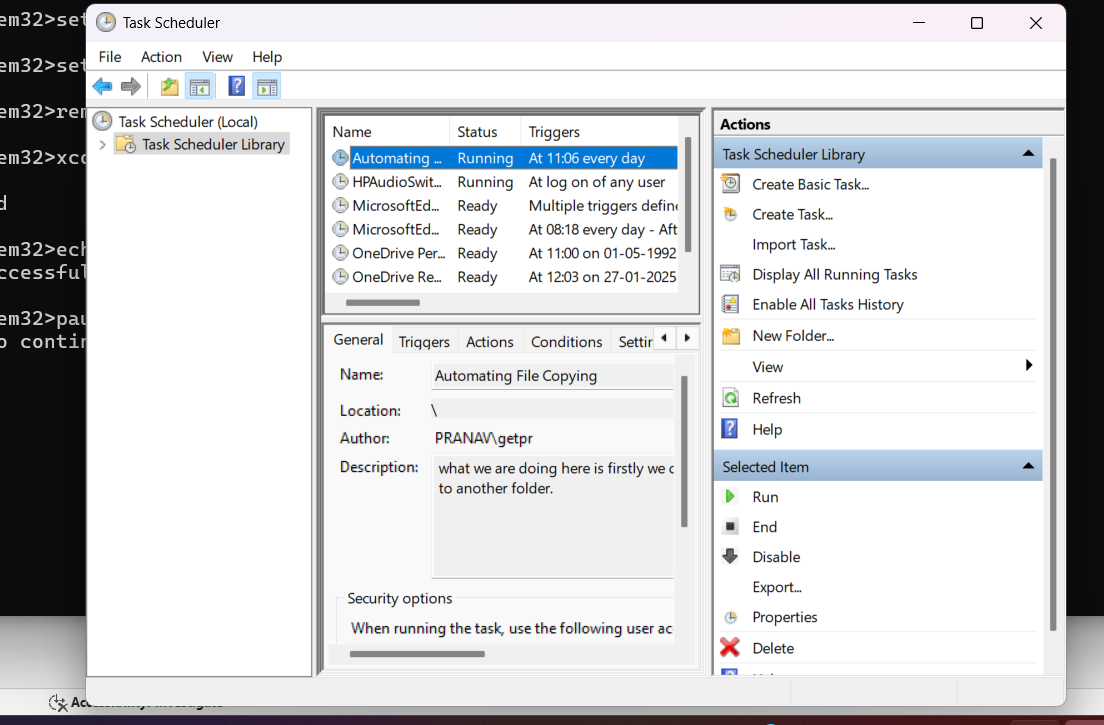 Task Scheduler
File Action View Help
Task Scheduler (Local)
Task Scheduler Library
Name Status Triggers
Automating ... Running At 11:06 every day
HPAudioSwit... Running At log on of any user
MicrosoftEd... Ready Multiple triggers define
MicrosoftEd... Ready At 08:18 every day - Aft
OneDrive Per... Ready At 11:00 on 01-05-1992
OneDrive Re... Ready At 12:03 on 27-01-2025
General Triggers Actions Conditions Settin
Name: Automating File Copying
Location: \
Author: PRANAV\getpr
Description: what we are doing here is firstly we c
to another folder.
Security options
When running the task, use the following user ac
Actions
Task Scheduler Library
Create Basic Task...
Create Task...
Import Task...
Display All Running Tasks
Enable All Tasks History
New Folder...
View
Refresh
Help
Selected Item
Run
End
Disable
Export...
Properties
Delete
em32>set
em32>set
em32>rem
em32>xco
d
em32>ech
ccessful
em32>pau
o contin